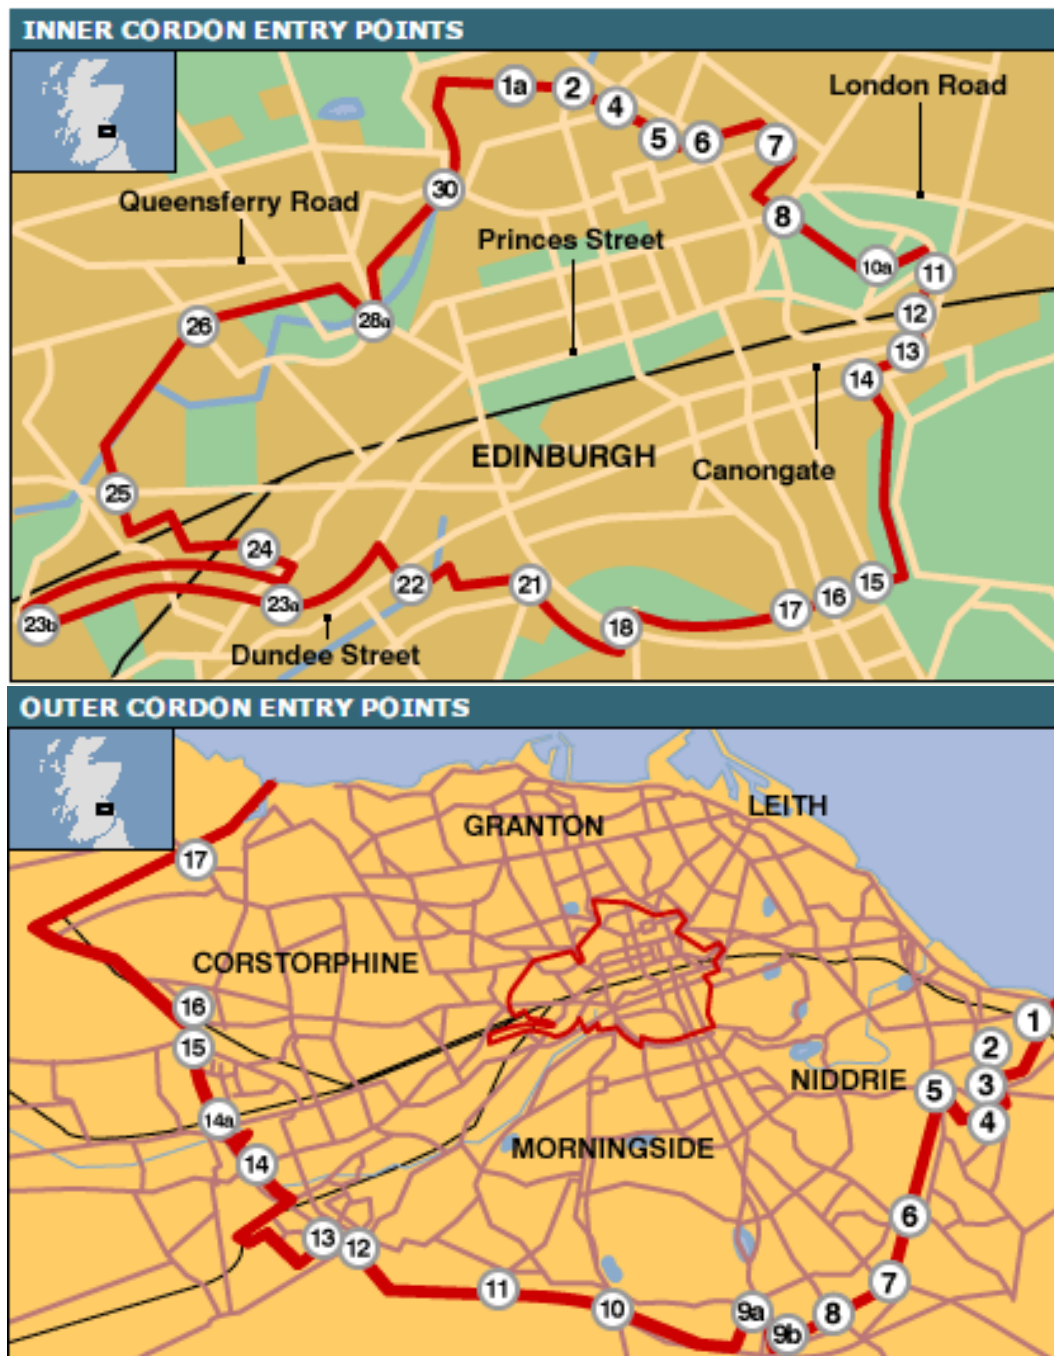 INNER CORDON ENTRY POINTS
1a
2
4
5
6
7
London Road
30
Queensferry Road
8
Princes Street
10a
11
26
28a
12
13
14
EDINBURGH
Canongate
25
24
22
21
23a
23b
18
17
16
15
Dundee Street
OUTER CORDON ENTRY POINTS
LEITH
GRANTON
17
CORSTORPHINE
16
15
1
2
NIDDRIE
3
5
4
14a
MORNINGSIDE
14
6
13
12
11
7
10
9a
8
9b